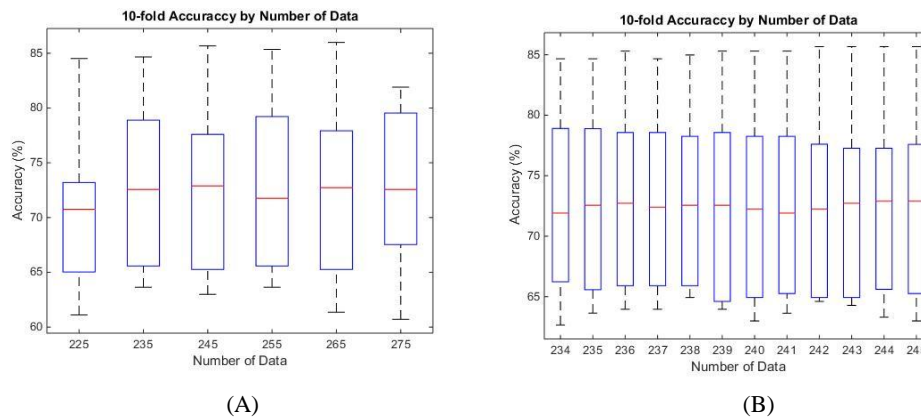 10-fold Accuraccy by Number of Data
85
80
75
70
65
60
Accuracy (%)
225 235 245 255 265 275
Number of Data
(A)
10-fold Accuraccy by Number of Data
85
80
75
70
65
Accuracy (%)
234 235 236 237 238 239 240 241 242 243 244
Number of Data
(B)